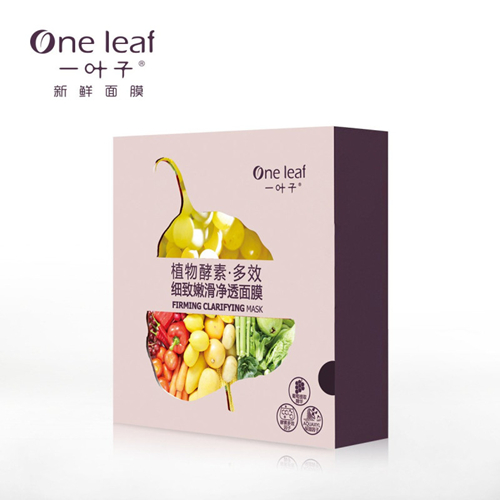 One leaf
一叶子®
新鲜面膜
One leaf
一叶子®
植物酵素·多效
细致嫩滑净透面膜
FIRMING CLARIFYING MASK